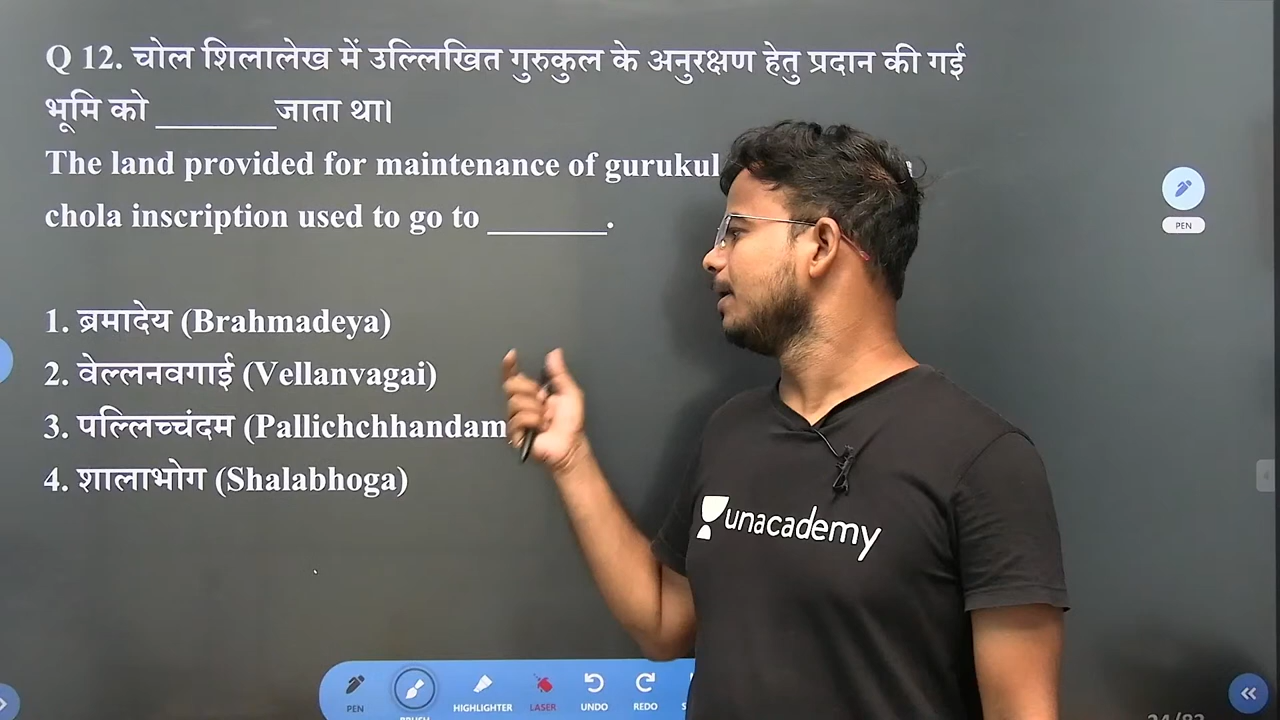 Q 12. चोल शिलालेख में उल्लिखित गुरुकुल के अनुरक्षण हेतु प्रदान की गई
भूमि को _______जाता था।
The land provided for maintenance of gurukul
chola inscription used to go to _______.
1. ब्रमादेय (Brahmadeya)
2. वेल्लनवगाई (Vellanvagai)
3. पल्लिच्चंदम (Pallichchhandam
4. शालाभोग (Shalabhoga)
PEN
unacademy
PEN
HIGHLIGHTER
LASER
UNDO
REDO